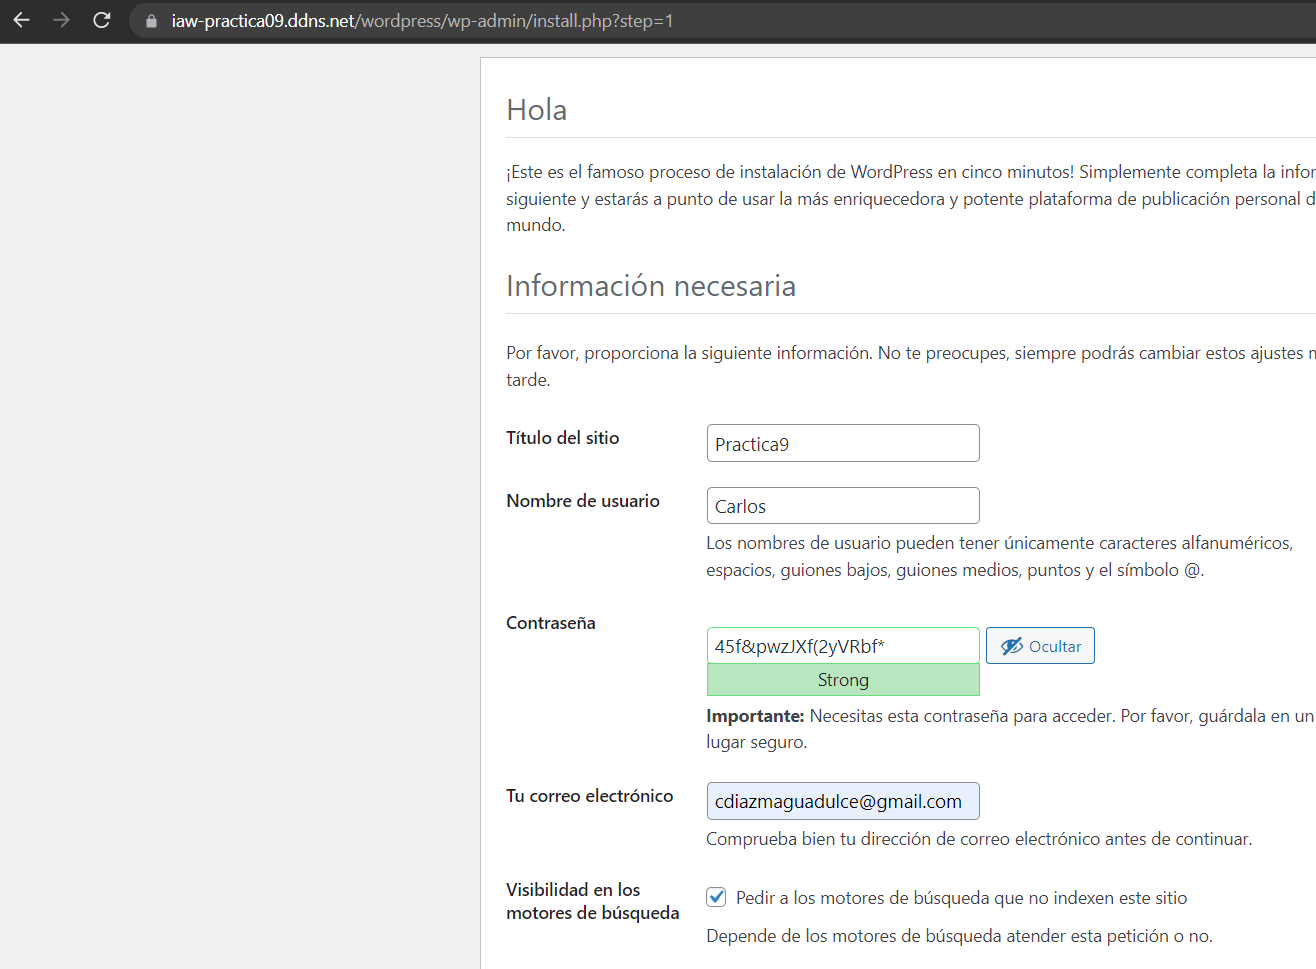 iaw-practica09.ddns.net/wordpress/wp-admin/install.php?step=1
Hola
¡Este es el famoso proceso de instalación de WordPress en cinco minutos! Simplemente completa la infor
siguiente y estarás a punto de usar la más enriquecedora y potente plataforma de publicación personal d
mundo.
Información necesaria
Por favor, proporciona la siguiente información. No te preocupes, siempre podrás cambiar estos ajustes m
tarde.
Título del sitio
Practica9
Nombre de usuario
Carlos
Los nombres de usuario pueden tener únicamente caracteres alfanuméricos,
espacios, guiones bajos, guiones medios, puntos y el símbolo @.
Contraseña
45f&pwzJXf(2yVRbf*
Ocultar
Strong
Importante: Necesitas esta contraseña para acceder. Por favor, guárdala en un
lugar seguro.
Tu correo electrónico
cdiazmaguadulce@gmail.com
Comprueba bien tu dirección de correo electrónico antes de continuar.
Visibilidad en los
motores de búsqueda
Pedir a los motores de búsqueda que no indexen este sitio
Depende de los motores de búsqueda atender esta petición o no.